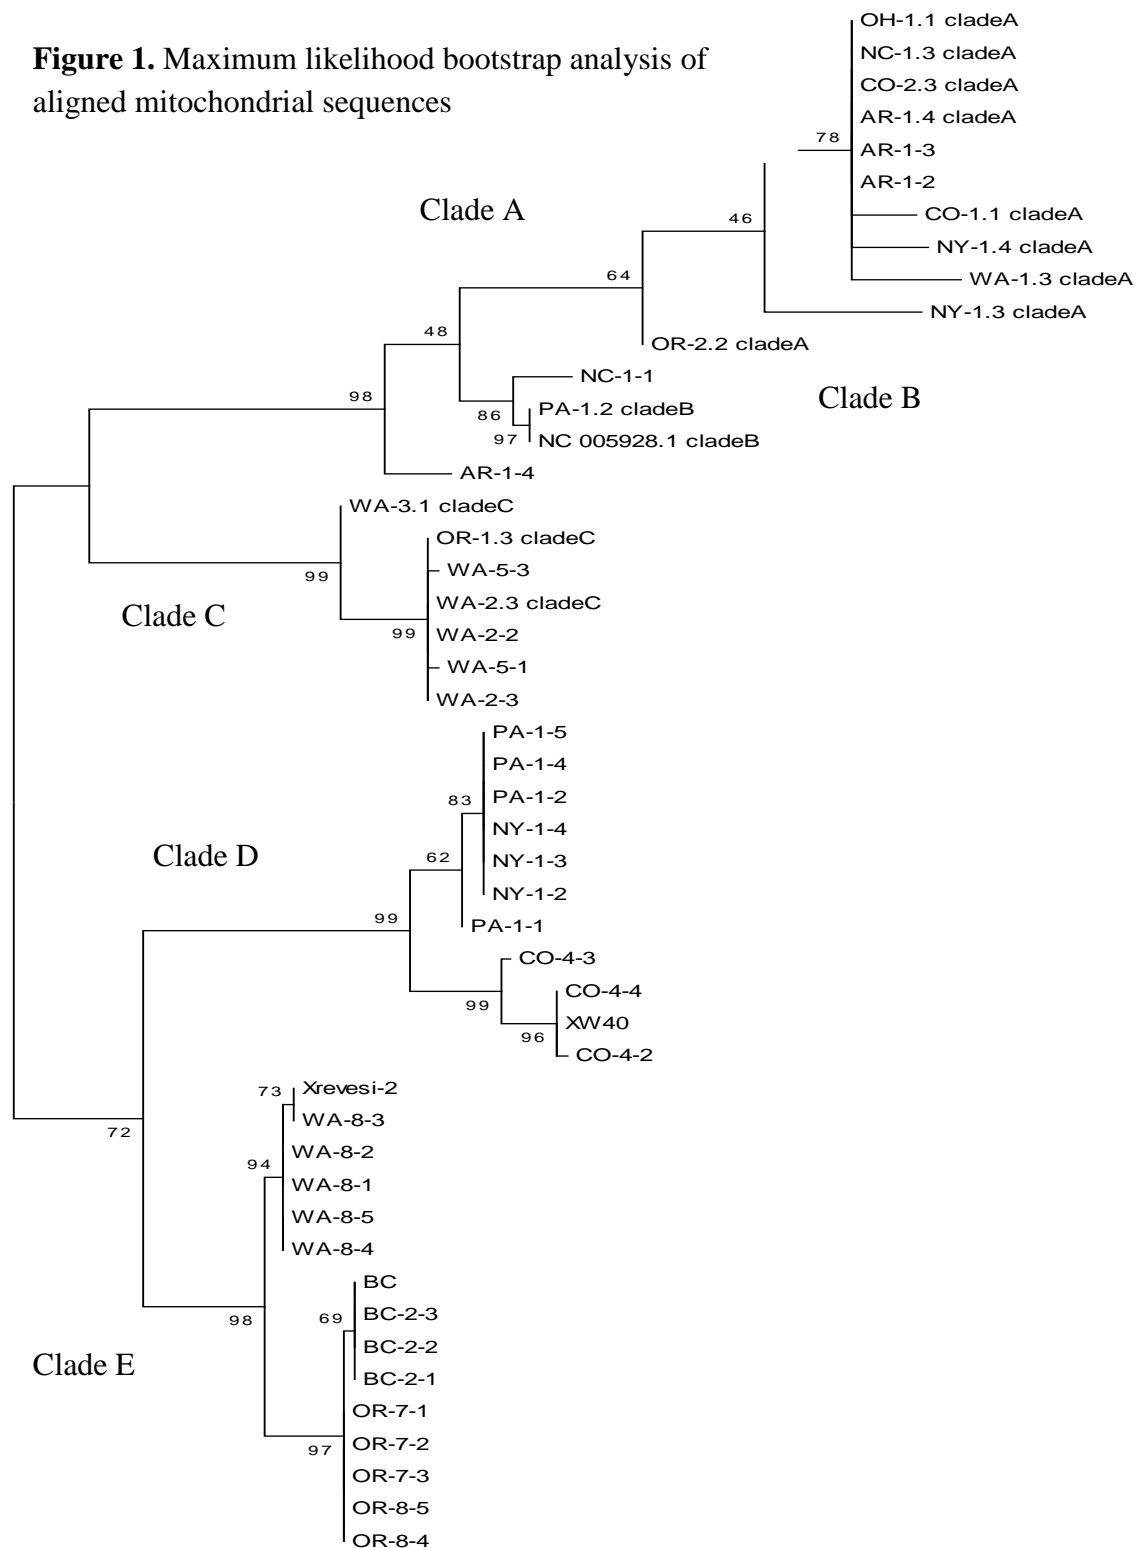 Figure 1. Maximum likelihood bootstrap analysis of
aligned mitochondrial sequences
OH-1.1 cladeA
NC-1.3 cladeA
CO-2.3 cladeA
AR-1.4 cladeA
78
AR-1-3
AR-1-2
Clade A
CO-1.1 cladeA
46
NY-1.4 cladeA
64
WA-1.3 cladeA
NY-1.3 cladeA
48
OR-2.2 cladeA
NC-1-1
98
Clade B
86
PA-1.2 cladeB
97
NC 005928.1 cladeB
AR-1-4
WA-3.1 cladeC
OR-1.3 cladeC
99
WA-5-3
WA-2.3 cladeC
Clade C
99
WA-2-2
WA-5-1
WA-2-3
PA-1-5
PA-1-4
83
PA-1-2
NY-1-4
Clade D
62
NY-1-3
NY-1-2
99
PA-1-1
CO-4-3
99
CO-4-4
96
XW40
CO-4-2
73
Xrevesi-2
72
WA-8-3
94
WA-8-2
WA-8-1
WA-8-5
WA-8-4
BC
98
69
BC-2-3
BC-2-2
Clade E
BC-2-1
OR-7-1
97
OR-7-2
OR-7-3
OR-8-5
OR-8-4